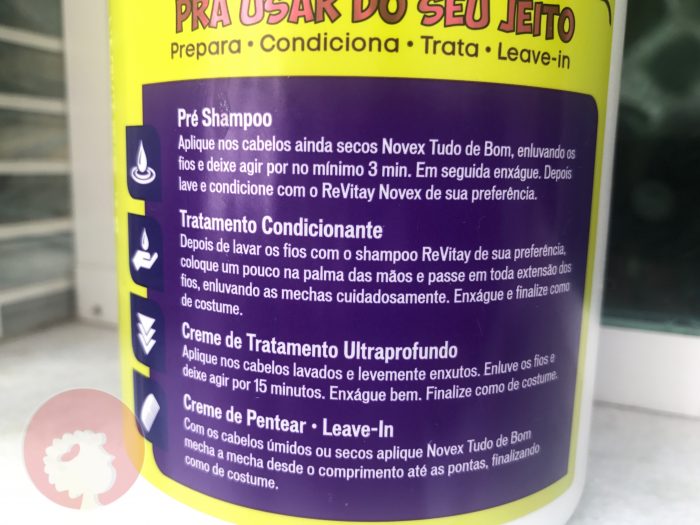 PRA USAR DO SEU JEITO
Prepara • Condiciona • Trata • Leave-in
Pré Shampoo
Aplique nos cabelos ainda secos Novex Tudo de Bom, enluvando os
fios e deixe agir por no mínimo 3 min. Em seguida enxágue. Depois
lave e condicione com o ReVitay Novex de sua preferência.
Tratamento Condicionante
Depois de lavar os fios com o shampoo ReVitay de sua preferência,
coloque um pouco na palma das mãos e passe em toda extensão dos
fios, enluvando as mechas cuidadosamente. Enxágue e finalize como
de costume.
Creme de Tratamento Ultraprofundo
Aplique nos cabelos lavados e levemente enxutos. Enluve os fios e
deixe agir por 15 minutos. Enxágue bem. Finalize como de costume.
Creme de Pentear • Leave-In
Com os cabelos úmidos ou secos aplique Novex Tudo de Bom
mecha a mecha desde o comprimento até as pontas, finalizando
como de costume.